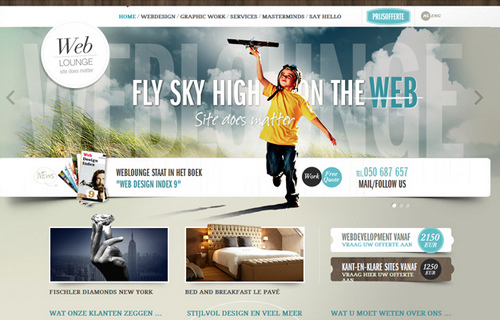 HOME / WEBDESIGN / GRAPHIC WORK / SERVICES / MASTERMINDS / SAY HELLO
PRIJSOFFERTE
Web
LOUNGE
site does matter
WEBLOUNGE
FLY SKY HIGH ON THE WEB
Site does matter
NEWS
Web
Design
Index
WEBLOUNGE STAAT IN HET BOEK
"WEB DESIGN INDEX 9"
Work
Free
Quote
TEL 050 687 657
MAIL/FOLLOW US
FISCHLER DIAMONDS NEW YORK
BED AND BREAKFAST LE PAVÉ
WEBDEVELOPMENT VANAF
VRAAG UW OFFERTE AAN
2150
EUR
KANT-EN-KLARE SITES VANAF
VRAAG HIER UW OFFERTE
AAN
1250
EUR
WAT ONZE KLANTEN ZEGGEN ...
STIJLVOL DESIGN EN VEEL MEER
WAT U MOET WETEN OVER ONS ...